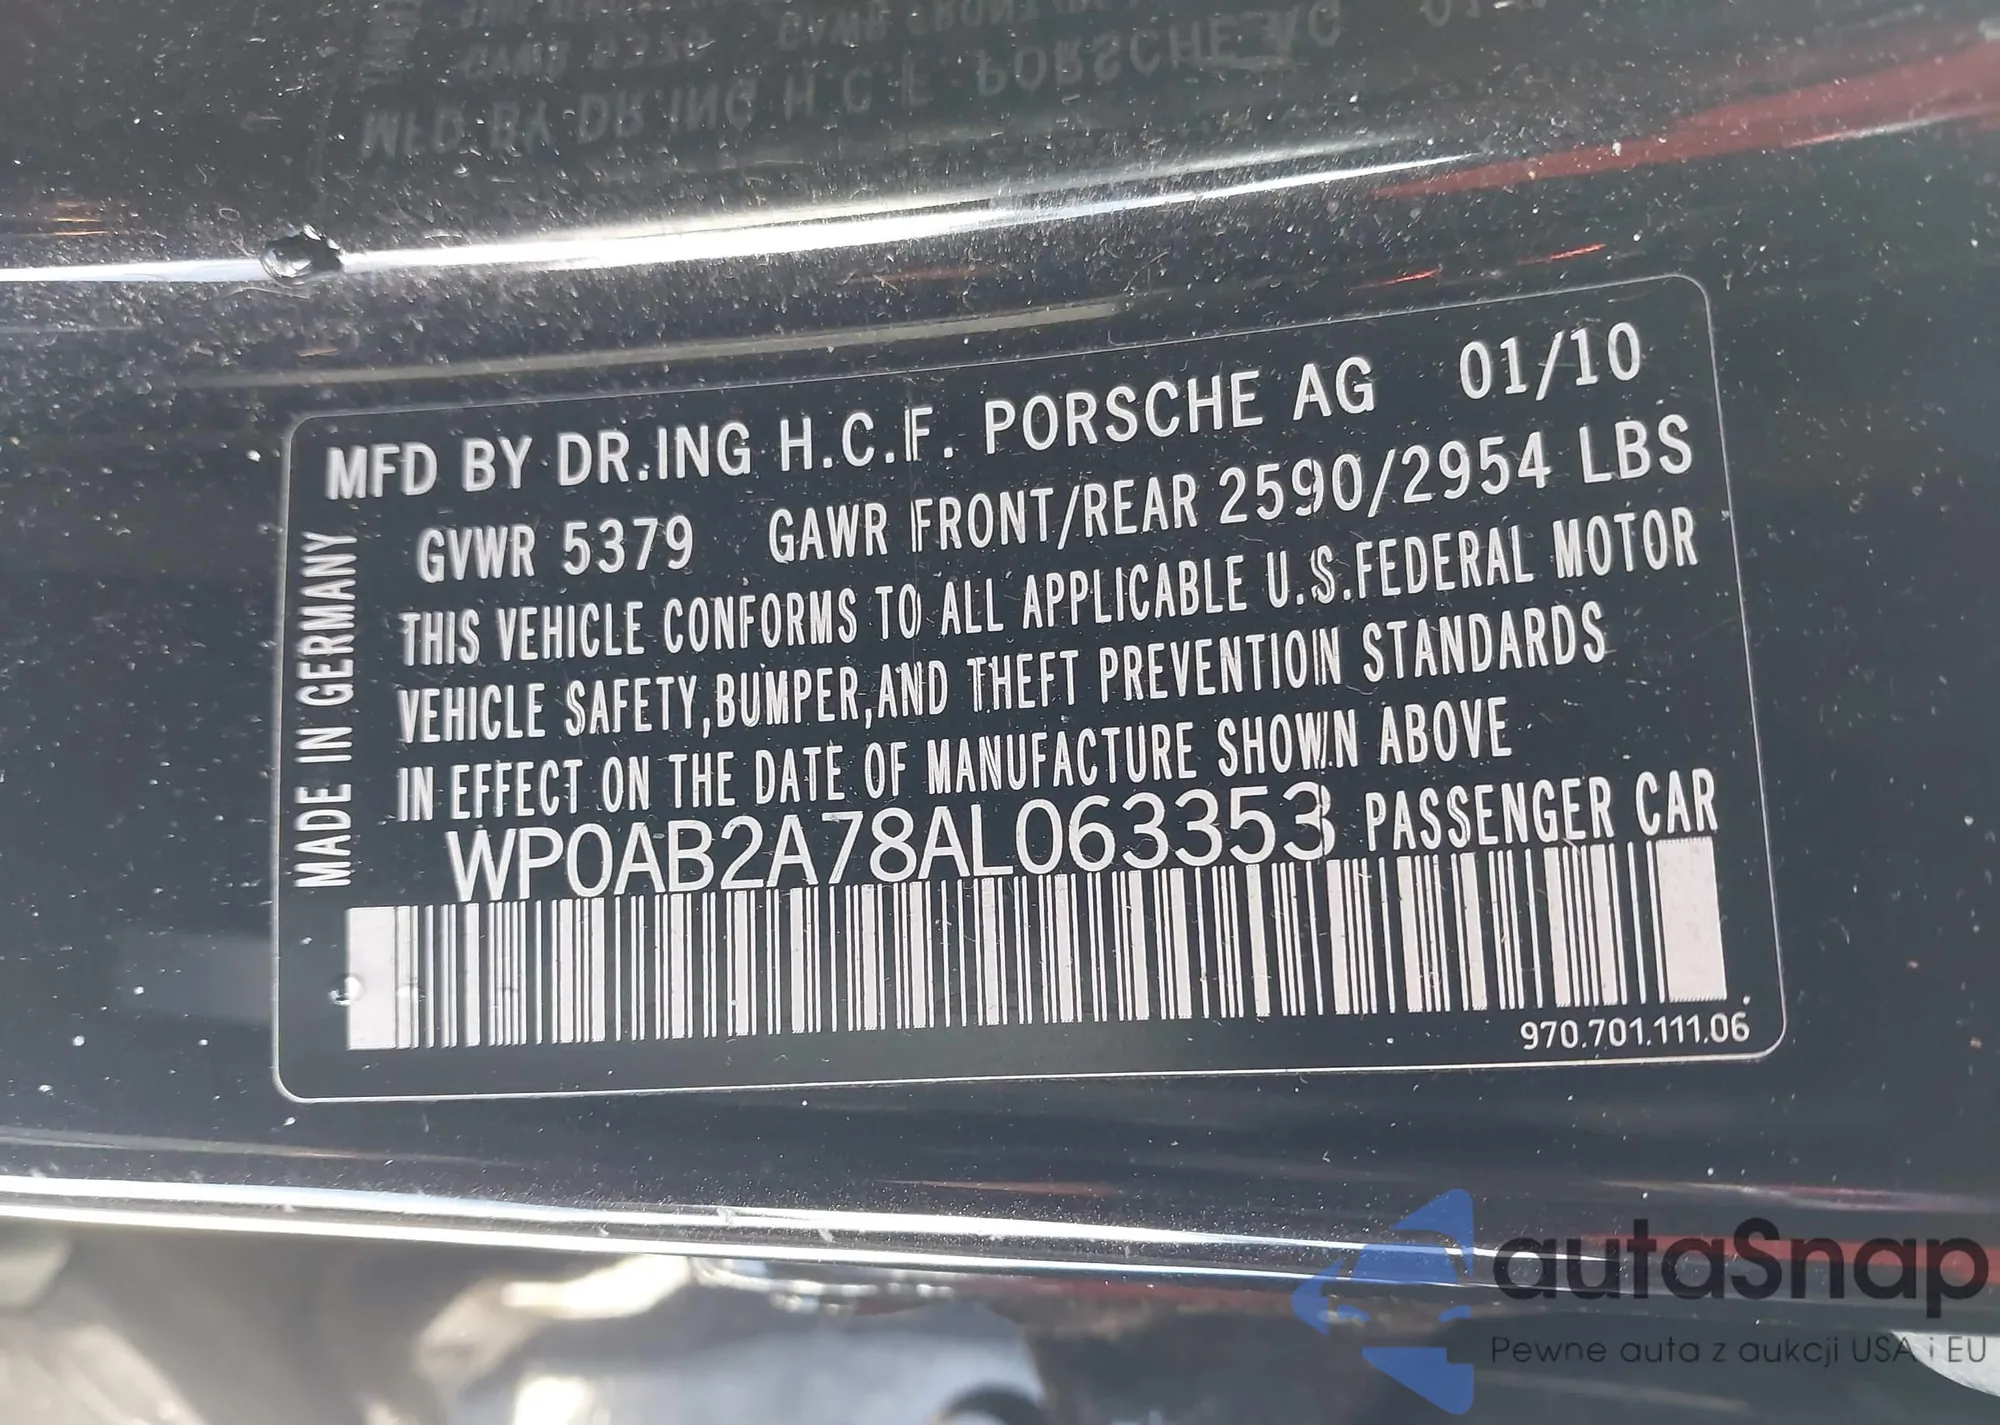 MFD BY DR.ING H.C.F. PORSCHE AG 01/10
GVWR 5379 GAWR FRONT/REAR 2590/2954 LBS
THIS VEHICLE CONFORMS TO ALL APPLICABLE U.S.FEDERAL MOTOR
VEHICLE SAFETY,BUMPER,AND THEFT PREVENTION STANDARDS
IN EFFECT ON THE DATE OF MANUFACTURE SHOWN ABOVE
WP0AB2A78AL063353 PASSENGER CAR
MADE IN GERMANY
970.701.111.06
autaSnap
Pewne auta z aukcji USA i EU